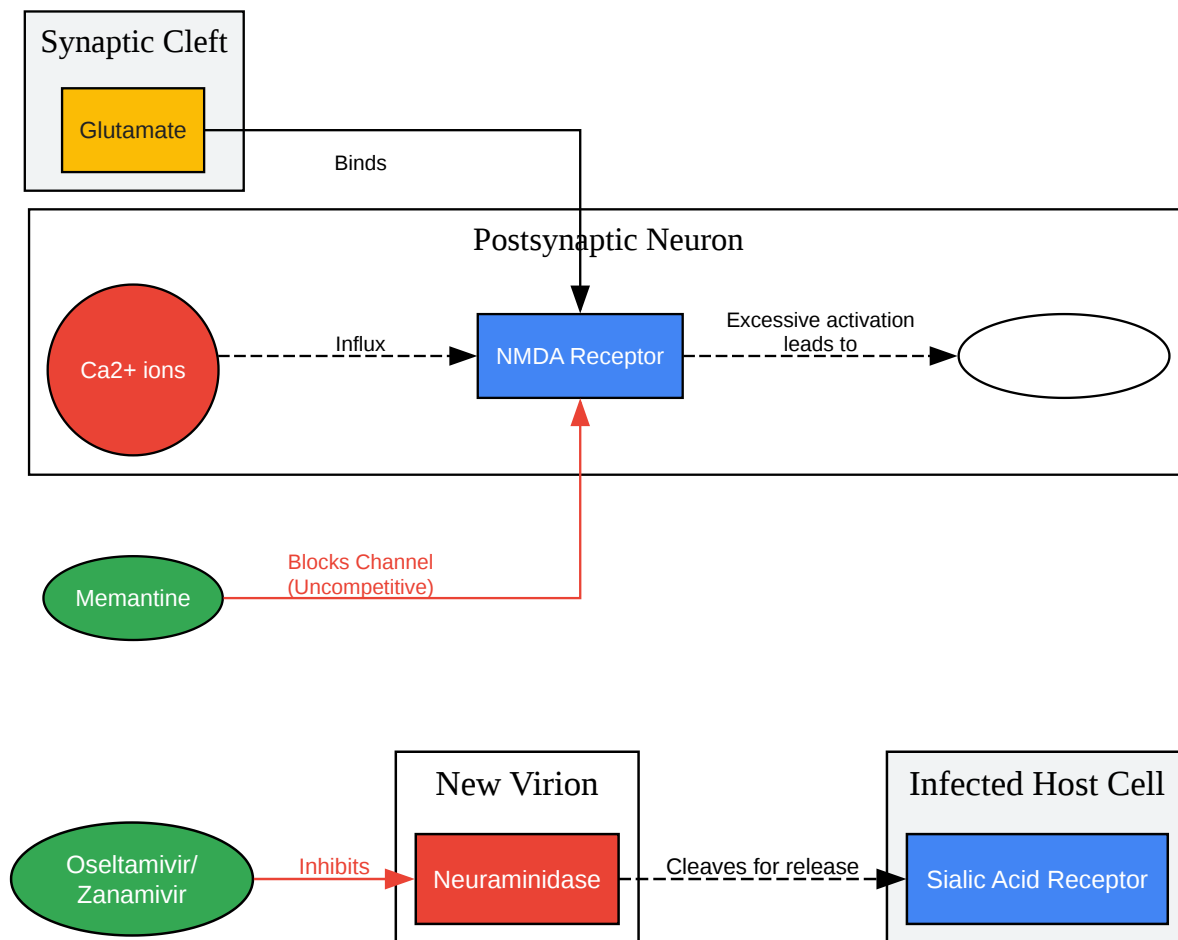 Synaptic Cleft
Glutamate
Binds
Postsynaptic Neuron
Ca2+ ions
Influx
NMDA Receptor
Excessive activation
leads to
Memantine
Blocks Channel
(Uncompetitive)
New Virion
Infected Host Cell
Oseltamivir/
Zanamivir
Inhibits
Neuraminidase
Cleaves for release
Sialic Acid Receptor